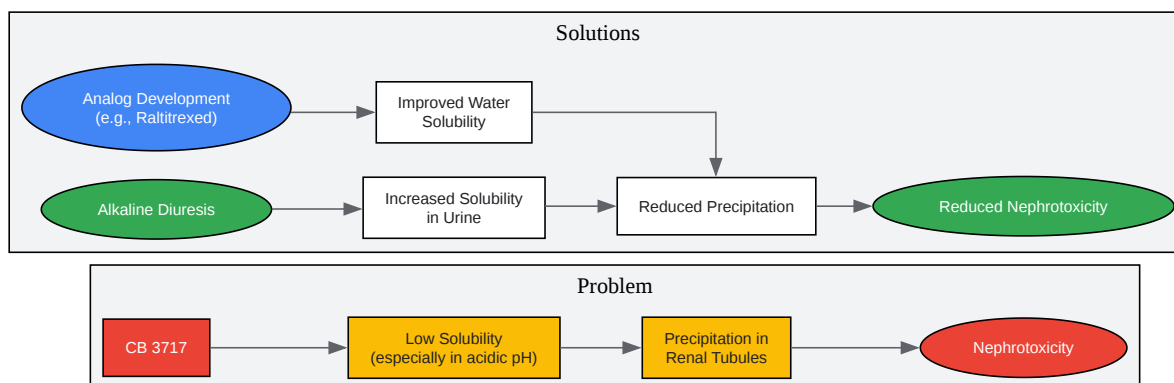 Solutions
Analog Development
(e.g., Raltitrexed)
Improved Water
Solubility
Alkaline Diuresis
Increased Solubility
in Urine
Reduced Precipitation
Reduced Nephrotoxicity
Problem
CB 3717
Low Solubility
(especially in acidic pH)
Precipitation in
Renal Tubules
Nephrotoxicity